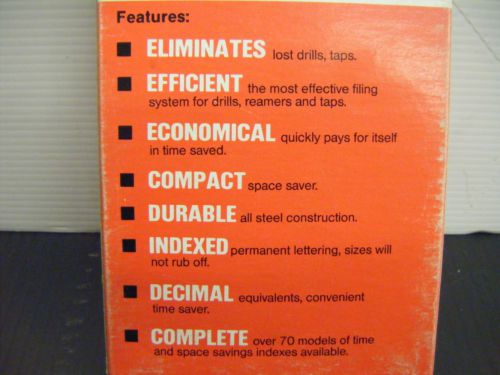 Features:
ELIMINATES lost drills, taps.
EFFICIENT the most effective filing
system for drills, reamers and taps.
ECONOMICAL quickly pays for itself
in time saved.
COMPACT space saver.
DURABLE all steel construction.
INDEXED permanent lettering, sizes will
not rub off.
DECIMAL equivalents, convenient
time saver.
COMPLETE over 70 models of time
and space savings indexes available.